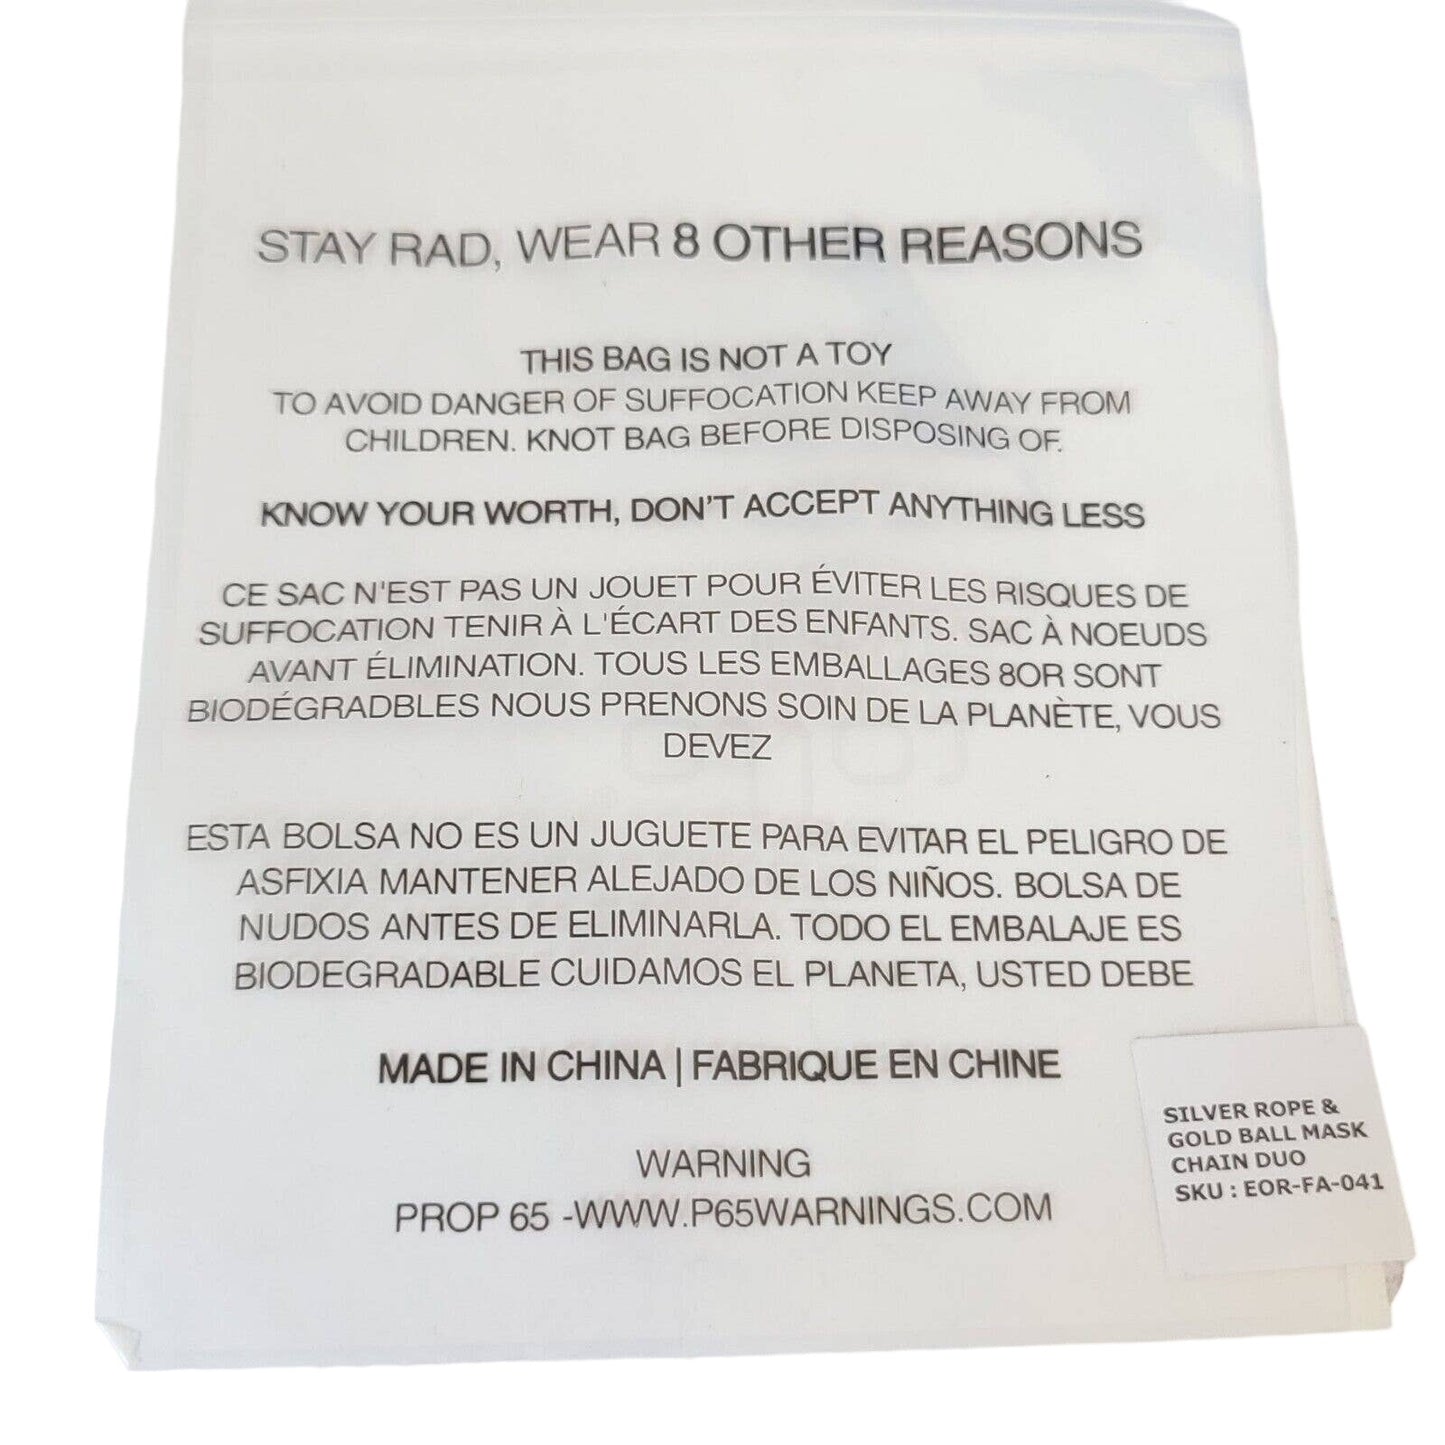 STAY RAD, WEAR 8 OTHER REASONS
THIS BAG IS NOT A TOY
TO AVOID DANGER OF SUFFOCATION KEEP AWAY FROM
CHILDREN. KNOT BAG BEFORE DISPOSING OF.
KNOW YOUR WORTH, DON'T ACCEPT ANYTHING LESS
CE SAC N'EST PAS UN JOUET POUR ÉVITER LES RISQUES DE
SUFFOCATION TENIR À L'ÉCART DES ENFANTS. SAC À NOEUDS
AVANT ÉLIMINATION. TOUS LES EMBALLAGES 8OR SONT
BIODÉGRADBLES NOUS PRENONS SOIN DE LA PLANÈTE, VOUS
DEVEZ
ESTA BOLSA NO ES UN JUGUETE PARA EVITAR EL PELIGRO DE
ASFIXIA MANTENER ALEJADO DE LOS NIÑOS. BOLSA DE
NUDOS ANTES DE ELIMINARLA. TODO EL EMBALAJE ES
BIODEGRADABLE CUIDAMOS EL PLANETA, USTED DEBE
MADE IN CHINA | FABRIQUE EN CHINE
WARNING
PROP 65 -WWW.P65WARNINGS.COM
SILVER ROPE &
GOLD BALL MASK
CHAIN DUO
SKU : EOR-FA-041